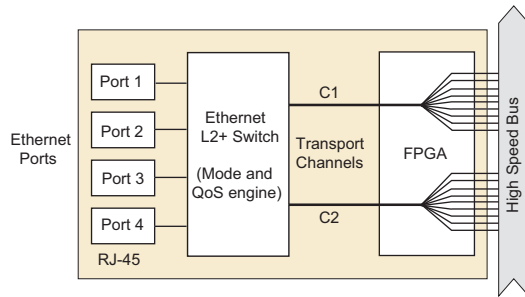 Ethernet
Ports
Port 1
Port 2
Port 3
Port 4
RJ-45
Ethernet
L2+ Switch
(Mode and
QoS engine)
C1
Transport
Channels
C2
FPGA
High Speed Bus